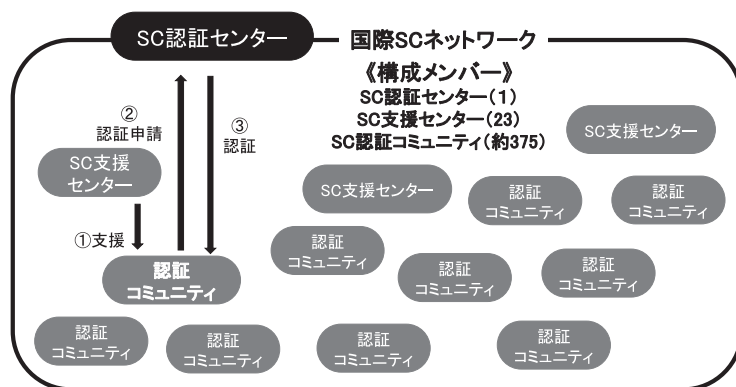 SC認証センター
国際SCネットワーク
《構成メンバー》
SC認証センター(1)
SC支援センター(23)
SC認証コミュニティ(約375)
②
認証申請
③
認証
SC支援
センター
①支援
認証
コミュニティ
SC支援センター
SC支援センター
認証
コミュニティ
認証
コミュニティ
認証
コミュニティ
認証
コミュニティ
認証
コミュニティ
認証
コミュニティ
認証
コミュニティ
認証
コミュニティ
認証
コミュニティ